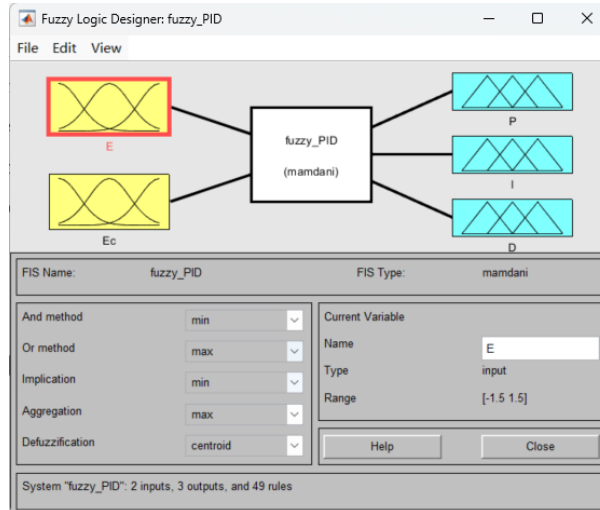 Fuzzy Logic Designer: fuzzy_PID
File Edit View
E
Ec
fuzzy_PID
(mamdani)
P
I
D
FIS Name: fuzzy_PID FIS Type: mamdani
And method min
Or method max
Implication min
Aggregation max
Defuzzification centroid
Current Variable
Name E
Type input
Range [-1.5 1.5]
Help Close
System "fuzzy_PID": 2 inputs, 3 outputs, and 49 rules